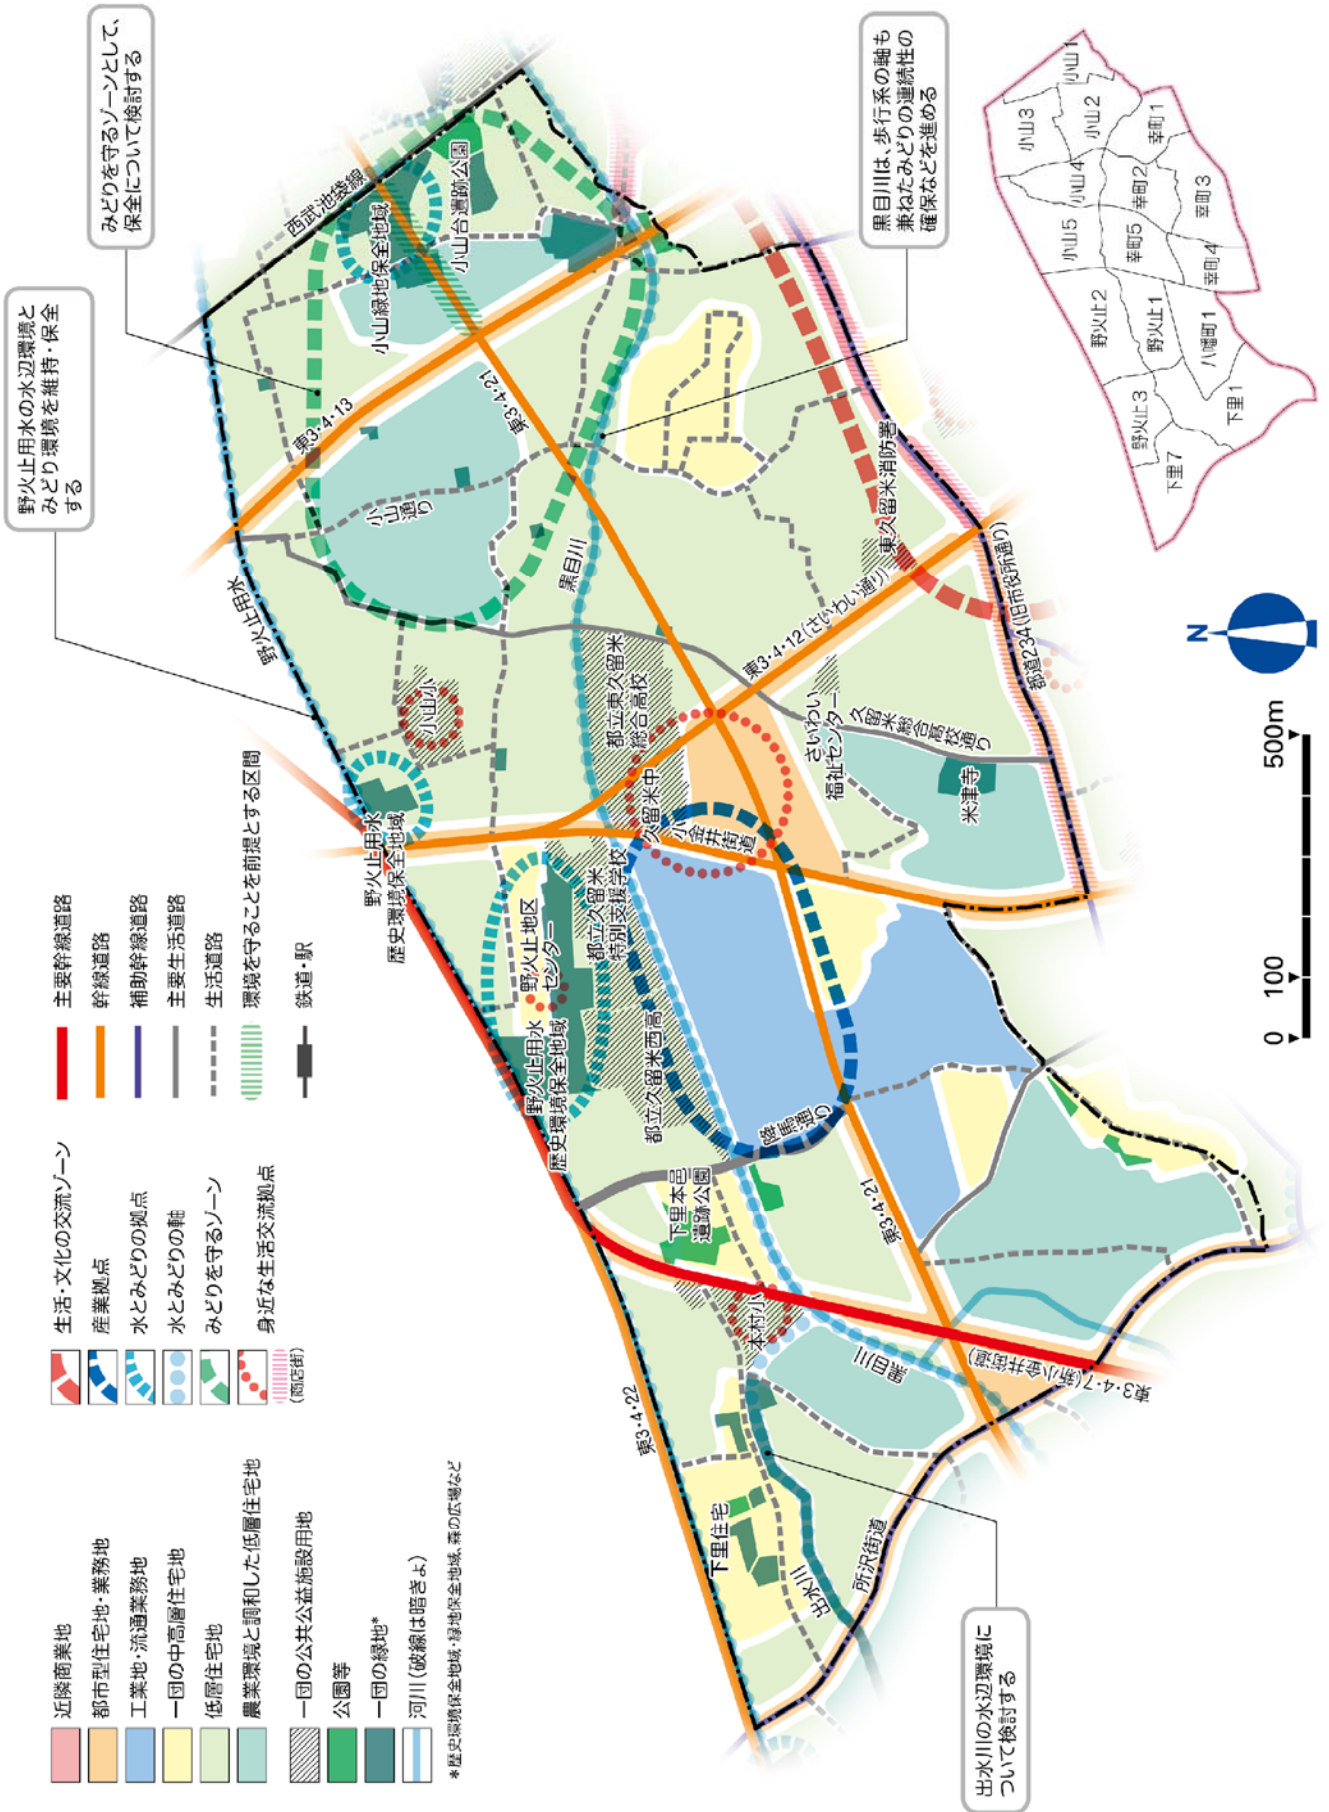 近隣商業地
都市型住宅地・業務地
工業地・流通業務地
一団の中高層住宅地
低層住宅地
農業環境と調和した低層住宅地
一団の公共公益施設用地
公園等
一団の緑地*
河川(破線は暗きょ)
*歴史環境保全地域・緑地保全地域、森の広場など
生活・文化の交流ゾーン
産業拠点
水とみどりの拠点
水とみどりの軸
みどりを守るゾーン
身近な生活交流拠点
(商店街)
主要幹線道路
幹線道路
補助幹線道路
主要生活道路
生活道路
環境を守ることを前提とする区間
鉄道・駅
野火止用水の水辺環境と
みどり環境を維持・保全
する
みどりを守るゾーンとして、
保全について検討する
黒目川は、歩行系の軸も
兼ねたみどりの連続性の
確保などを進める
出水川の水辺環境に
ついて検討する
東3・4・22
下里住宅
出水川
所沢街道
本村小
黒目川
東3・4・7(新小金井街道)
下里本邑
遺跡公園
東3・4・21
降馬通り
野火止用水
歴史環境保全地域
野火止地区
センター
都立久留米西高
都立久留米
特別支援学校
野火止用水
歴史環境保全地域
久留米中
小金井
街道
小山小
都立東久留米
総合高校
野火止用水
黒目川
小山
通り
東3・4・13
東3・4・21
西武池袋線
小山緑地保全地域
小山台遺跡公園
東3・4・12(さいわい通り)
さいわい
福祉センター
久留米総合高校通り
米津寺
東久留米消防署
都道234(旧市役所通り)
0
100
500m
N
小山1
小山2
小山3
小山4
小山5
幸町1
幸町2
幸町3
幸町4
幸町5
野火止1
野火止2
野火止3
八幡町1
下里1
下里7